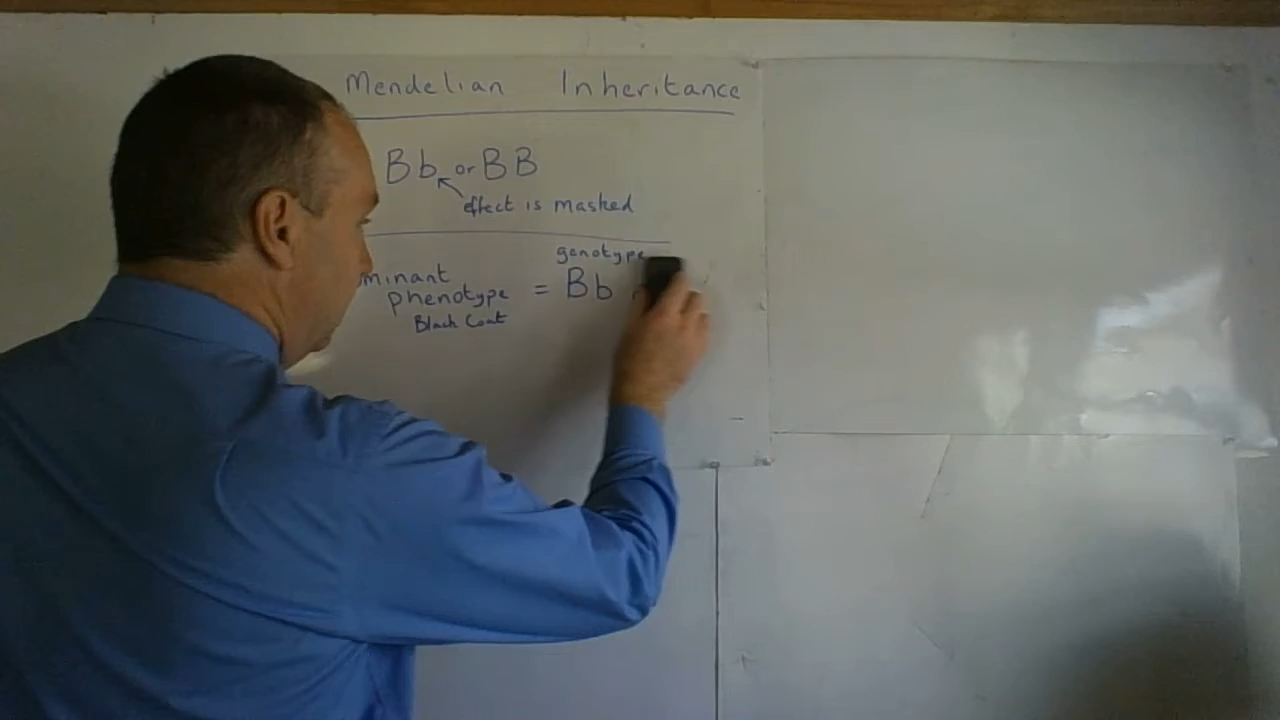 Mendelian Inheritance
Bb or BB
effect is masked
genotype
minant
phenotype = Bb
Black Coat